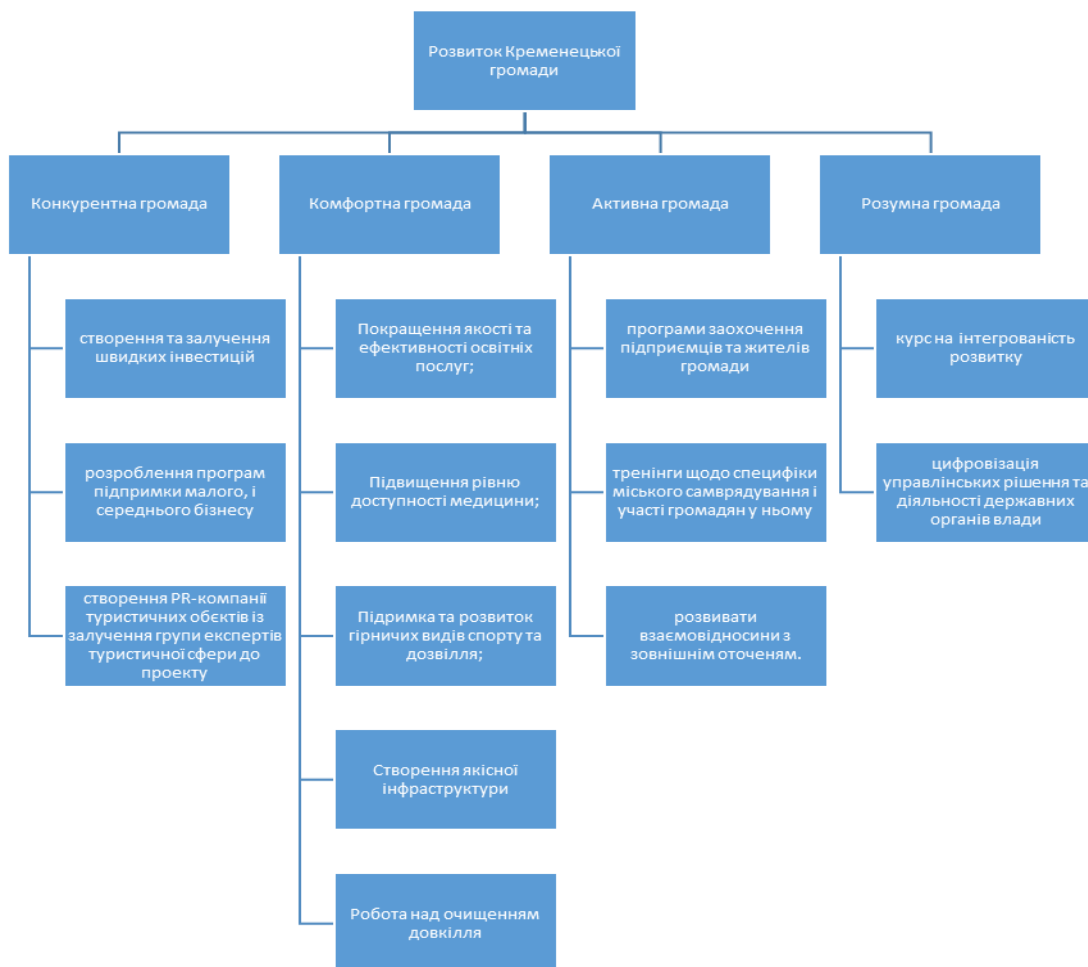 Розвиток Кременецької
громади
Конкурентна громада
Комфортна громада
Активна громада
Розумна громада
створення та залучення
швидких інвестицій
Покращення якості та
ефективності освітніх
послуг;
програми заохочення
підприємців та жителів
громади
курс на інтегрованість
розвитку
розроблення програм
підпримки малого, і
середнього бізнесу
Підвищення рівню
доступності медицини;
тренінги щодо специфіки
міського самврядування і
участі громадян у ньому
цифровізація
управлінських рішення та
діяльності державних
органів влади
створення PR-компанії
туристичних обєктів із
залучення групи експертів
туристичної сфери до
проекту
Підримка та розвиток
гірничих видів спорту та
дозвілля;
розвивати
взаємовідносини з
зовнішнім оточеням.
Створення якісної
інфраструктури
Робота над очищенням
довкілля